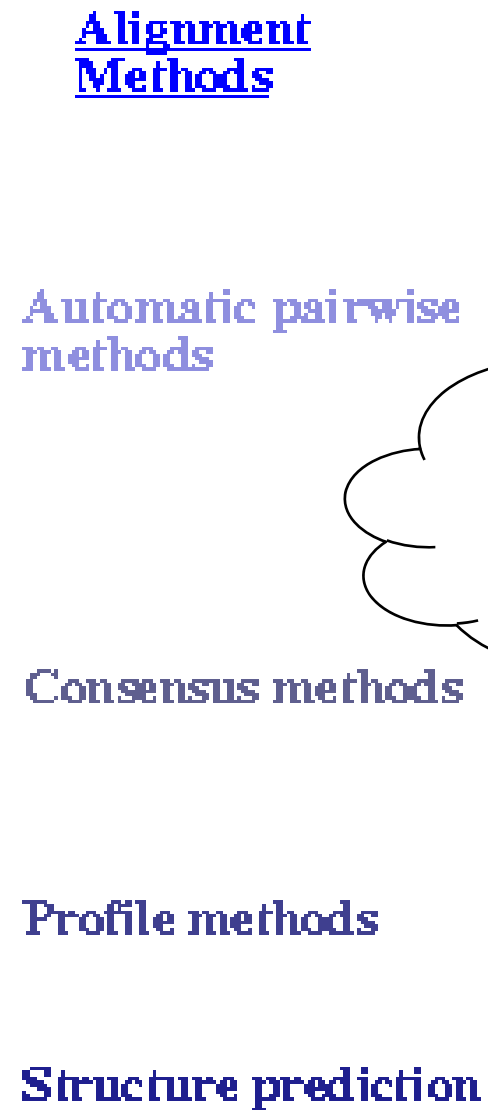 Alignment
Methods
Automatic pairwise
methods
Consensus methods
Profile methods
Structure prediction